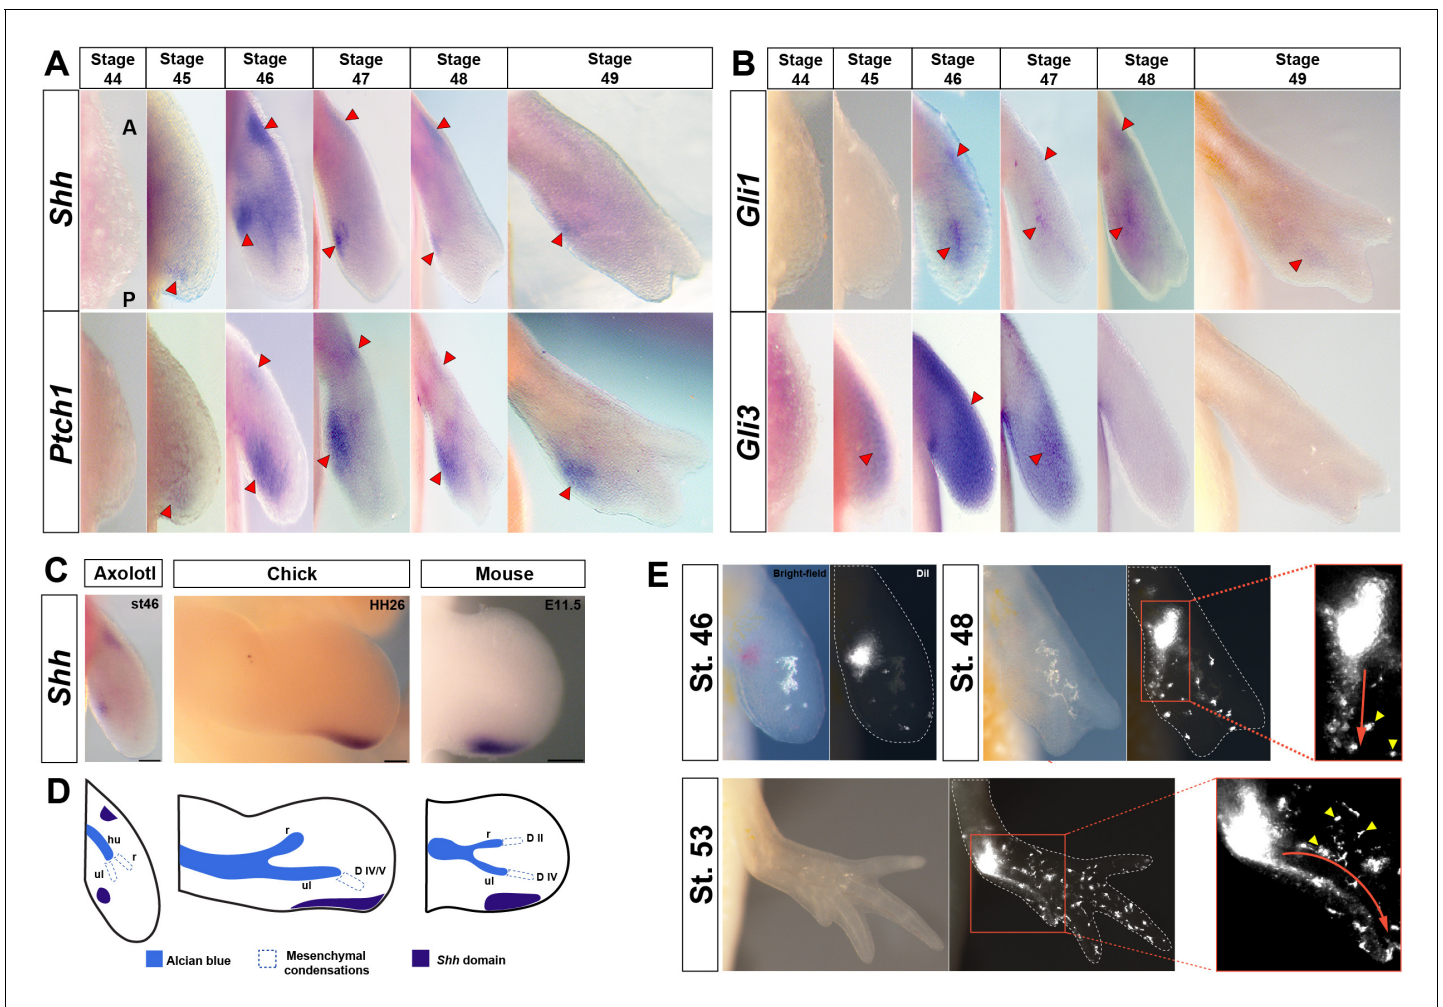 A
Stage 44
Stage 45
Stage 46
Stage 47
Stage 48
Stage 49
Shh
A
P
Ptch1
B
Stage 44
Stage 45
Stage 46
Stage 47
Stage 48
Stage 49
Gli1
Gli3
C
Axolotl
Chick
Mouse
Shh
st46
HH26
E11.5
D
hu
r
ul
r
ul
D IV/V
r
ul
D II
D IV
Alcian blue
Mesenchymal
condensations
Shh domain
E
St. 46
Bright-field
DiI
St. 48
St. 53